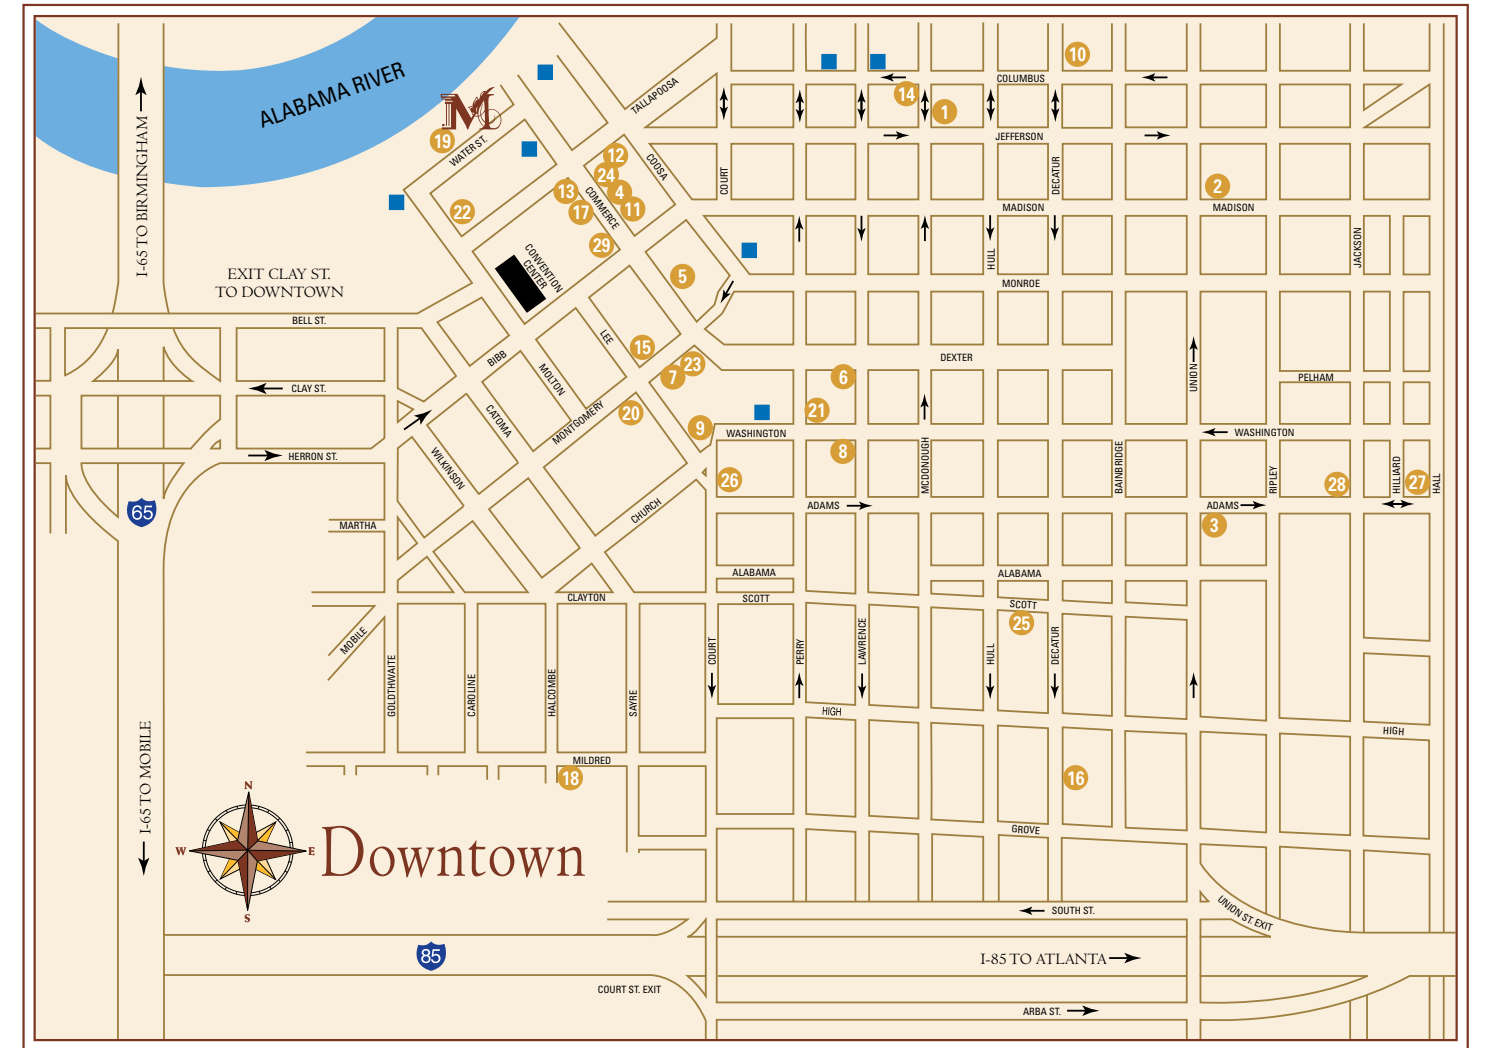 10
COLUMBUS
ALABAMA RIVER
TALLAPOOSA
14
1
M
19
WATER ST.
JEFFERSON
12
COOSA
24
13
4
COMMERCE
17
11
22
COURT
DECATUR
2
MADISON
MADISON
I-65 TO BIRMINGHAM
29
CONVENTION
CENTER
5
HULL
JACKSON
EXIT CLAY ST.
TO DOWNTOWN
MONROE
BELL ST.
BIBB
LEE
15
23
7
DEXTER
6
UNION
PELHAM
CLAY ST.
MOLTON
CATOMA
MONTGOMERY
20
9
21
WASHINGTON
WASHINGTON
HERRON ST.
WILKINSON
8
26
MCDONOUGH
BAINBRIDGE
RIPLEY
28
HILLIARD
27
HALL
65
MARTHA
CHURCH
ADAMS
ADAMS
3
ALABAMA
ALABAMA
CLAYTON
SCOTT
SCOTT
25
MOBILE
GOLDTHWAITE
CAROLINE
HALCOMBE
SAYRE
COURT
PERRY
LAWRENCE
HULL
DECATUR
HIGH
HIGH
I-65 TO MOBILE
MILDRED
18
16
N
W
E
S
Downtown
GROVE
SOUTH ST.
UNION ST. EXIT
85
I-85 TO ATLANTA
COURT ST. EXIT
ARBA ST.